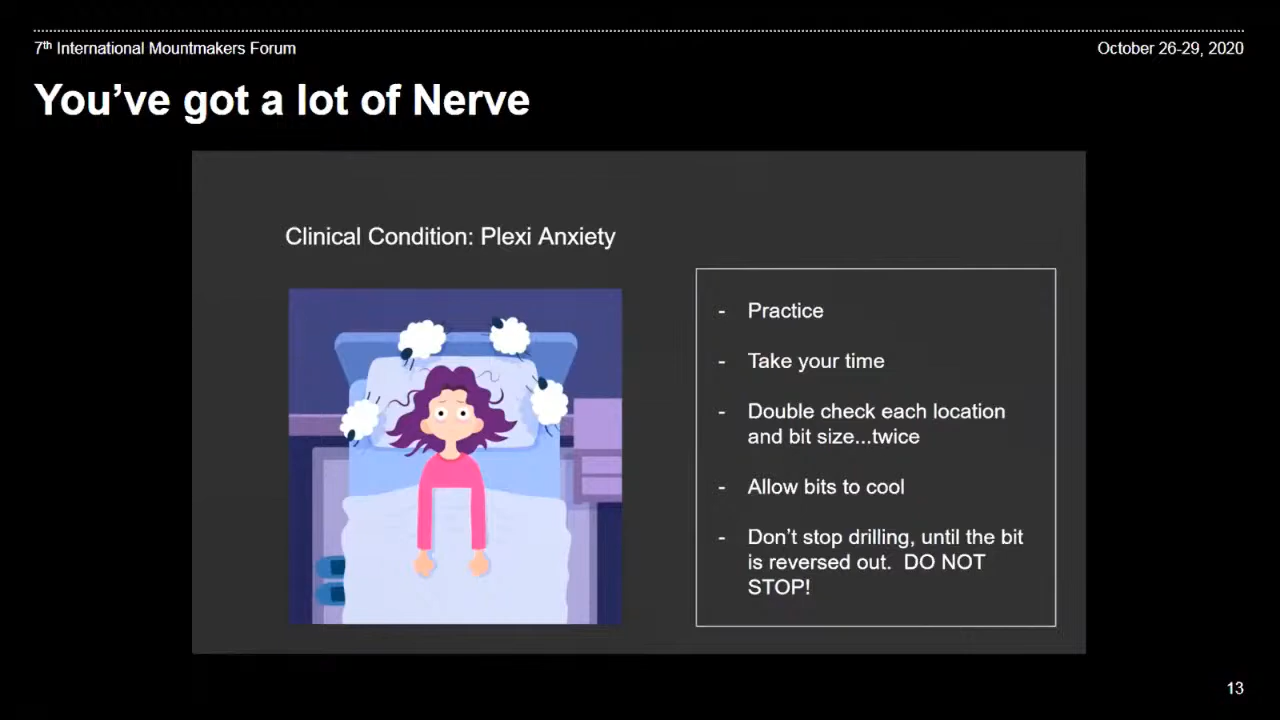 7th International Mountmakers Forum
October 26-29, 2020
You've got a lot of Nerve
Clinical Condition: Plexi Anxiety
- Practice
- Take your time
- Double check each location
and bit size...twice
- Allow bits to cool
- Don't stop drilling, until the bit
is reversed out.  DO NOT
STOP!
13